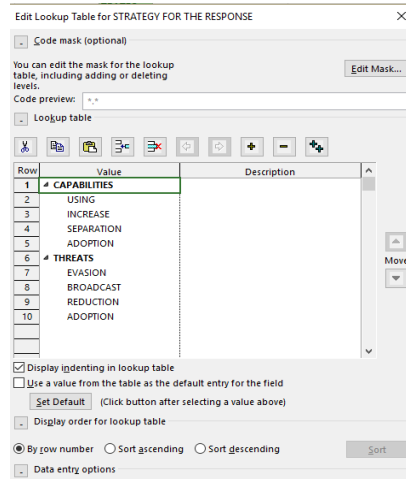 Edit Lookup Table for STRATEGY FOR THE RESPONSE
Code mask (optional)
You can edit the mask for the lookup
table, including adding or deleting
levels.
Edit Mask...
Code preview: *.*
Lookup table
Row Value Description
1 CAPABILITIES
2 USING
3 INCREASE
4 SEPARATION
5 ADOPTION
6 THREATS
7 EVASION
8 BROADCAST
9 REDUCTION
10 ADOPTION
Move
Display indenting in lookup table
Use a value from the table as the default entry for the field
Set Default (Click button after selecting a value above)
Display order for lookup table
By row number Sort ascending Sort descending Sort
Data entry options